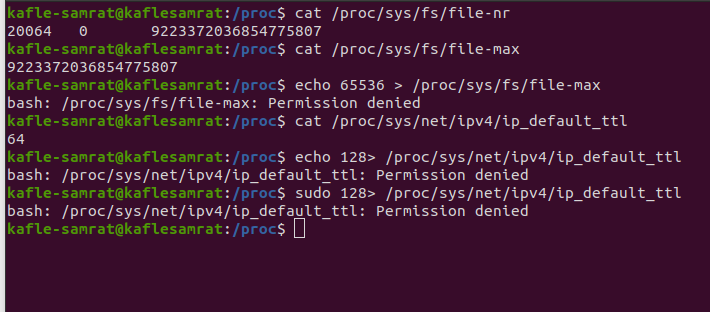 kafle-samrat@kaflesamrat:/proc$ cat /proc/sys/fs/file-nr
20064   0       9223372036854775807
kafle-samrat@kaflesamrat:/proc$ cat /proc/sys/fs/file-max
9223372036854775807
kafle-samrat@kaflesamrat:/proc$ echo 65536 > /proc/sys/fs/file-max
bash: /proc/sys/fs/file-max: Permission denied
kafle-samrat@kaflesamrat:/proc$ cat /proc/sys/net/ipv4/ip_default_ttl
64
kafle-samrat@kaflesamrat:/proc$ echo 128> /proc/sys/net/ipv4/ip_default_ttl
bash: /proc/sys/net/ipv4/ip_default_ttl: Permission denied
kafle-samrat@kaflesamrat:/proc$ sudo 128> /proc/sys/net/ipv4/ip_default_ttl
bash: /proc/sys/net/ipv4/ip_default_ttl: Permission denied
kafle-samrat@kaflesamrat:/proc$